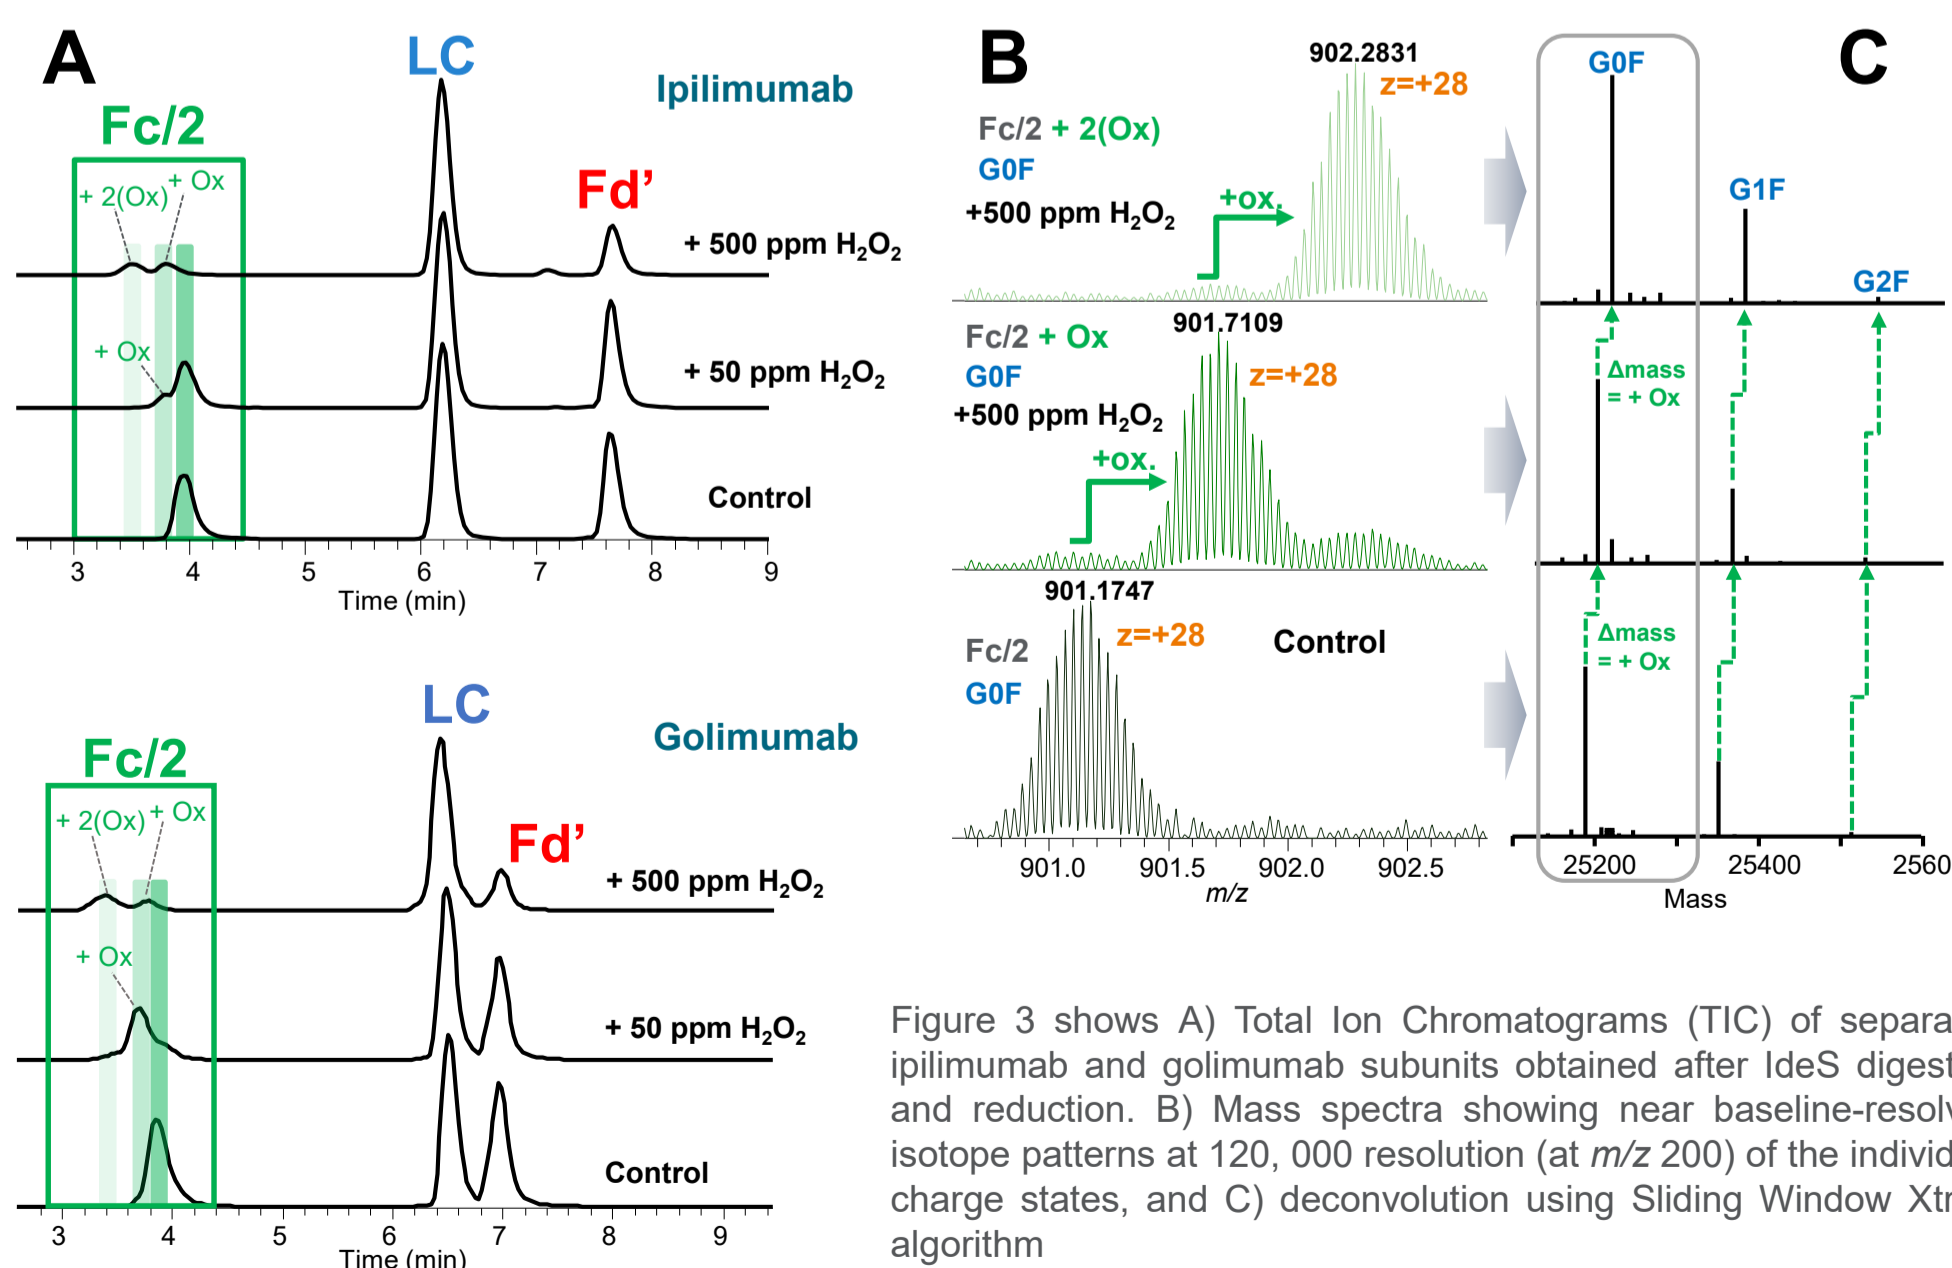 A
LC
Ipilimumab
Fc/2
+ 2(Ox)
+ Ox
Fd’
+ 500 ppm H₂O₂
+ Ox
+ 50 ppm H₂O₂
Control
3 4 5 6 7 8 9
Time (min)
LC
Golimumab
Fc/2
+ 2(Ox)
+ Ox
Fd’
+ 500 ppm H₂O₂
+ Ox
+ 50 ppm H₂O₂
Control
3 4 5 6 7 8 9
Time (min)
B
902.2831
z=+28
Fc/2 + 2(Ox)
G0F
+500 ppm H₂O₂
+ox.
901.7109
Fc/2 + Ox
G0F
z=+28
+500 ppm H₂O₂
+ox.
901.1747
z=+28
Control
Fc/2
G0F
901.0 901.5 902.0 902.5
m/z
C
G0F
G1F
G2F
Δmass
= + Ox
Δmass
= + Ox
25200 25400 2560
Mass
Figure 3 shows A) Total Ion Chromatograms (TIC) of separa
ipilimumab and golimumab subunits obtained after IdeS digest
and reduction. B) Mass spectra showing near baseline-resolv
isotope patterns at 120, 000 resolution (at m/z 200) of the individ
charge states, and C) deconvolution using Sliding Window Xtr
algorithm